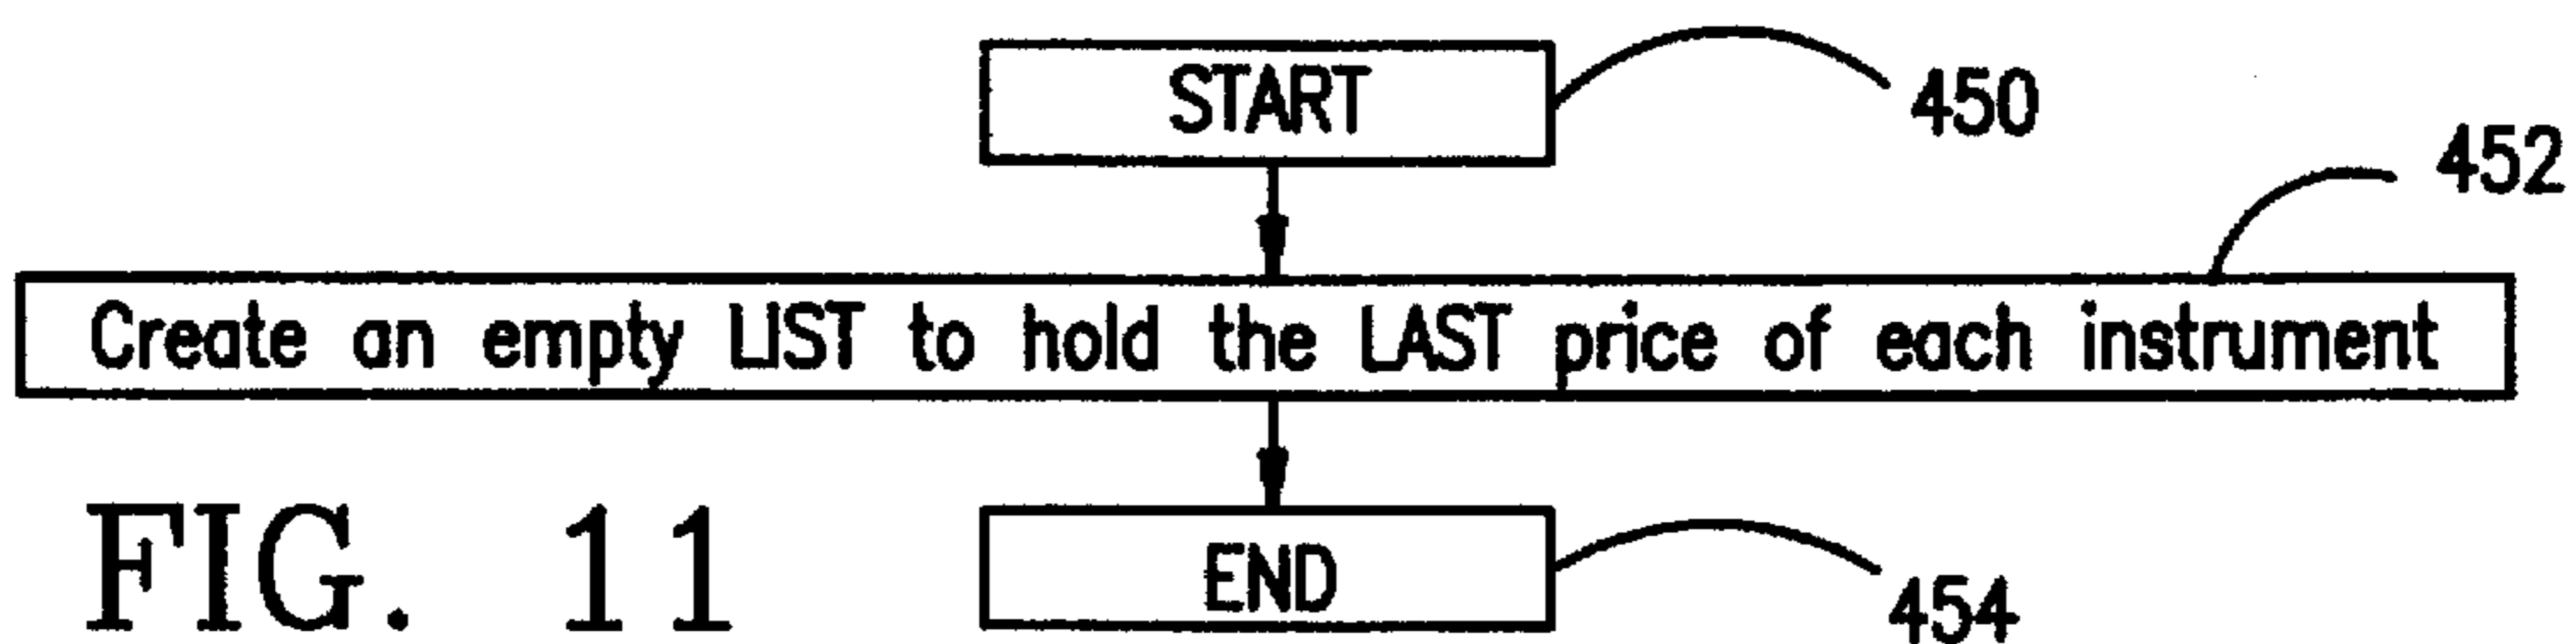 START
450
452
Create an empty LIST to hold the LAST price of each instrument
FIG. 11
END
454